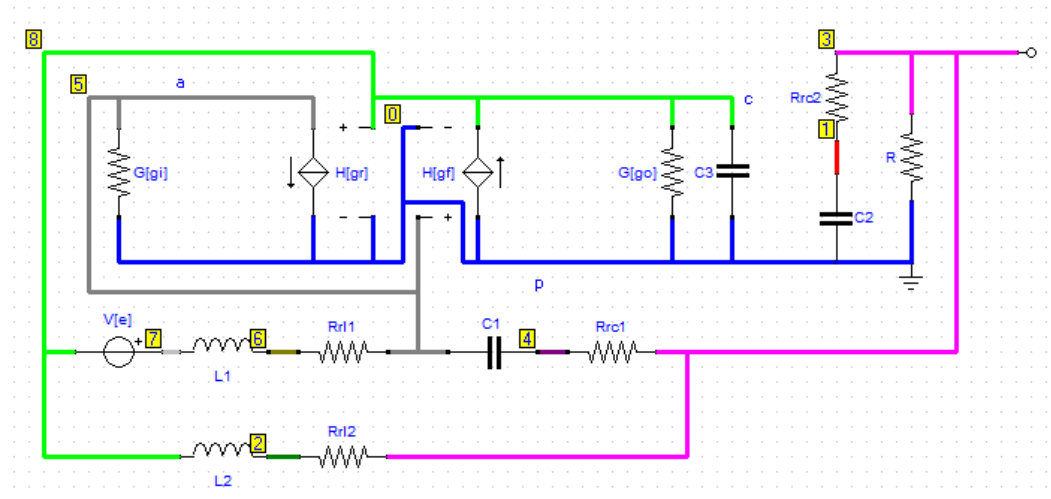 8
3
5
a
0
c
+
-
Rrc2
1
G[gi]
H[gr]
H[gf]
G[go]
C3
R
C2
-
+
p
V[e]
+
7
6
Rrl1
C1
4
Rrc1
L1
2
Rrl2
L2